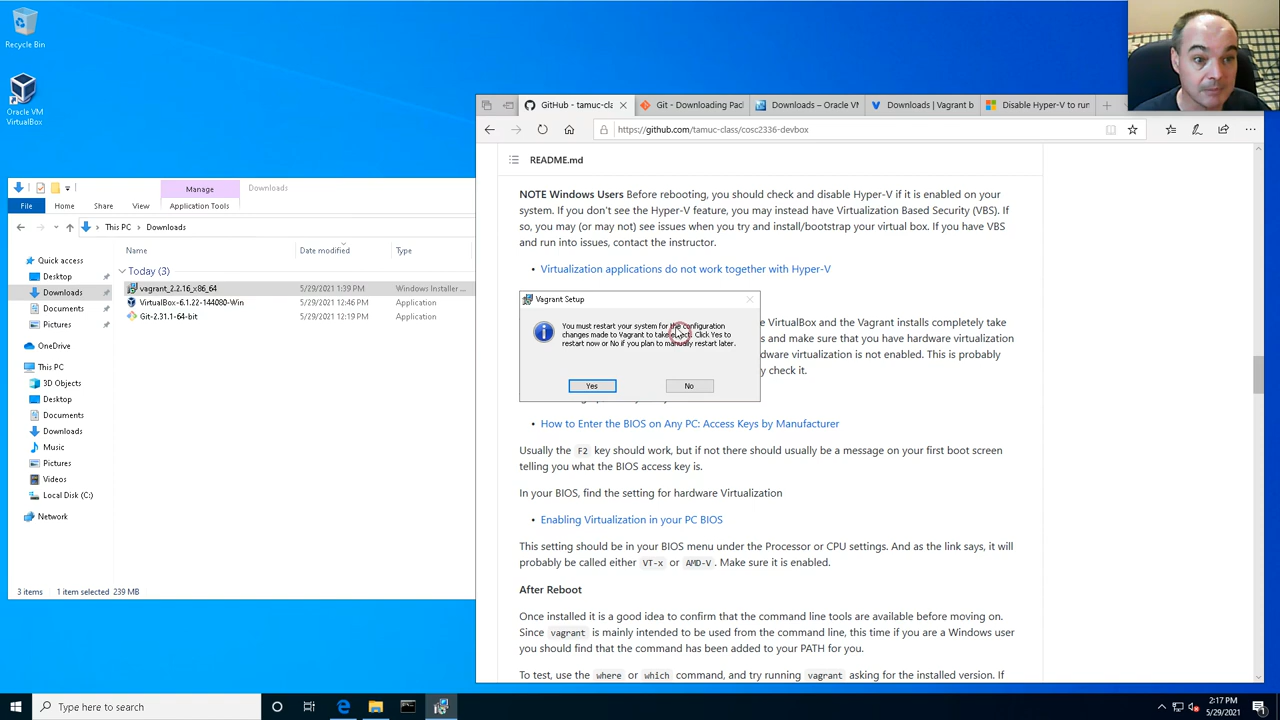 Recycle Bin
Oracle VM
VirtualBox
Manage
Downloads
File
Home
Share
View
Application Tools
This PC
Downloads
Name
Date modified
Type
Quick access
Desktop
Downloads
Documents
Pictures
OneDrive
This PC
3D Objects
Desktop
Documents
Downloads
Music
Pictures
Videos
Local Disk (C:)
Network
Today (3)
vagrant_2.2.16_x86_64 5/29/2021 1:39 PM Windows Installer ...
VirtualBox-6.1.22-144080-Win 5/29/2021 12:46 PM Application
Git-2.31.1-64-bit 5/29/2021 12:19 PM Application
3 items 1 item selected 239 MB
GitHub - tamuc-cla
Git - Downloading Pack
Downloads – Oracle VM
Downloads | Vagrant b
Disable Hyper-V to run
https://github.com/tamuc-class/cosc2336-devbox
README.md
NOTE Windows Users Before rebooting, you should check and disable Hyper-V if it is enabled on your
system. If you don't see the Hyper-V feature, you may instead have Virtualization Based Security (VBS). If
so, you may (or may not) see issues when you try and install/bootstrap your virtual box. If you have VBS
and run into issues, contact the instructor.
• Virtualization applications do not work together with Hyper-V
Vagrant Setup
You must restart your system for the configuration
changes made to Vagrant to take Click Yes to
restart now or No if you plan to manually restart later.
Yes
No
e VirtualBox and the Vagrant installs completely take
s and make sure that you have hardware virtualization
dware virtualization is not enabled. This is probably
y check it.
• How to Enter the BIOS on Any PC: Access Keys by Manufacturer
Usually the F2 key should work, but if not there should usually be a message on your first boot screen
telling you what the BIOS access key is.
In your BIOS, find the setting for hardware Virtualization
• Enabling Virtualization in your PC BIOS
This setting should be in your BIOS menu under the Processor or CPU settings. And as the link says, it will
probably be called either VT-x or AMD-V. Make sure it is enabled.
After Reboot
Once installed it is a good idea to confirm that the command line tools are available before moving on.
Since vagrant is mainly intended to be used from the command line, this time if you are a Windows user
you should find that the command has been added to your PATH for you.
To test, use the where or which command, and try running vagrant asking for the installed version. If
Type here to search
2:17 PM
5/29/2021
1